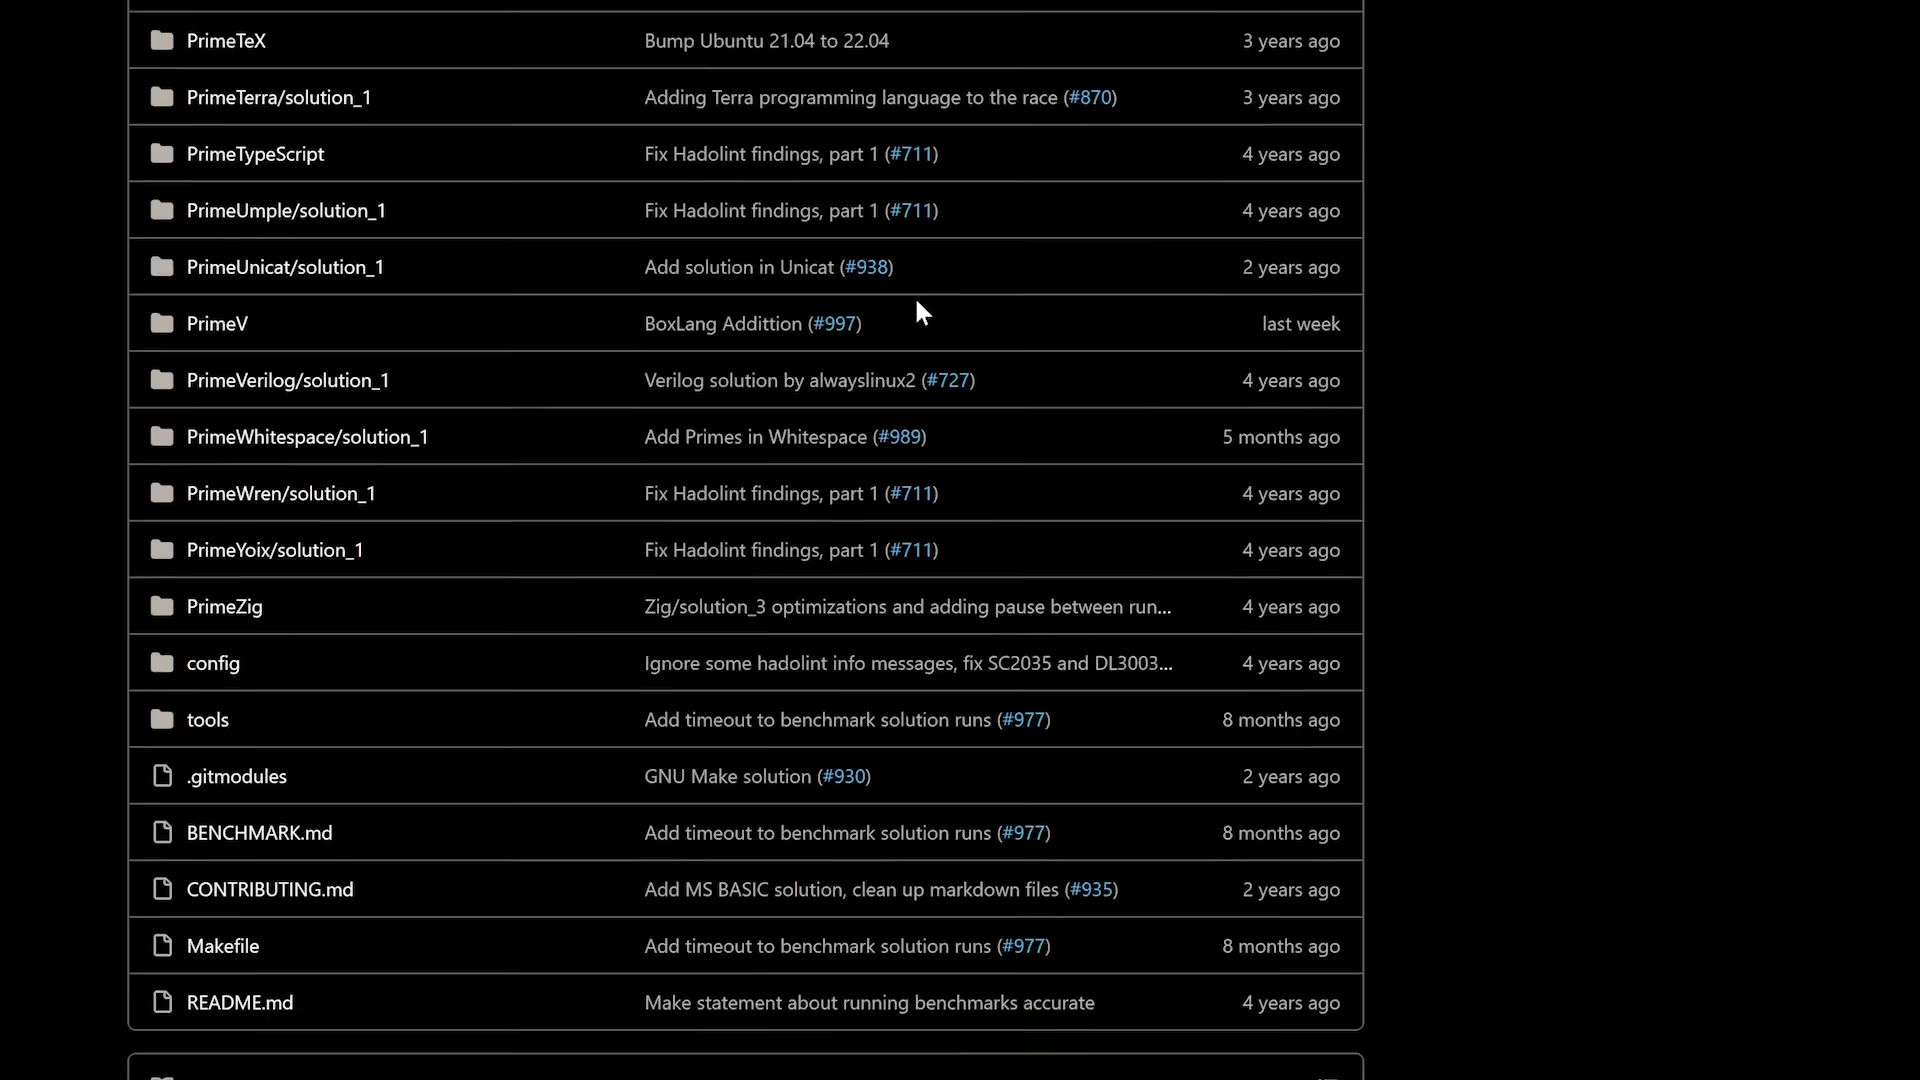 PrimeTeX Bump Ubuntu 21.04 to 22.04 3 years ago
PrimeTerra/solution_1 Adding Terra programming language to the race (#870) 3 years ago
PrimeTypeScript Fix Hadolint findings, part 1 (#711) 4 years ago
PrimeUmple/solution_1 Fix Hadolint findings, part 1 (#711) 4 years ago
PrimeUnicat/solution_1 Add solution in Unicat (#938) 2 years ago
PrimeV BoxLang Addittion (#997) last week
PrimeVerilog/solution_1 Verilog solution by alwayslinux2 (#727) 4 years ago
PrimeWhitespace/solution_1 Add Primes in Whitespace (#989) 5 months ago
PrimeWren/solution_1 Fix Hadolint findings, part 1 (#711) 4 years ago
PrimeYoix/solution_1 Fix Hadolint findings, part 1 (#711) 4 years ago
PrimeZig Zig/solution_3 optimizations and adding pause between run... 4 years ago
config Ignore some hadolint info messages, fix SC2035 and DL3003... 4 years ago
tools Add timeout to benchmark solution runs (#977) 8 months ago
.gitmodules GNU Make solution (#930) 2 years ago
BENCHMARK.md Add timeout to benchmark solution runs (#977) 8 months ago
CONTRIBUTING.md Add MS BASIC solution, clean up markdown files (#935) 2 years ago
Makefile Add timeout to benchmark solution runs (#977) 8 months ago
README.md Make statement about running benchmarks accurate 4 years ago